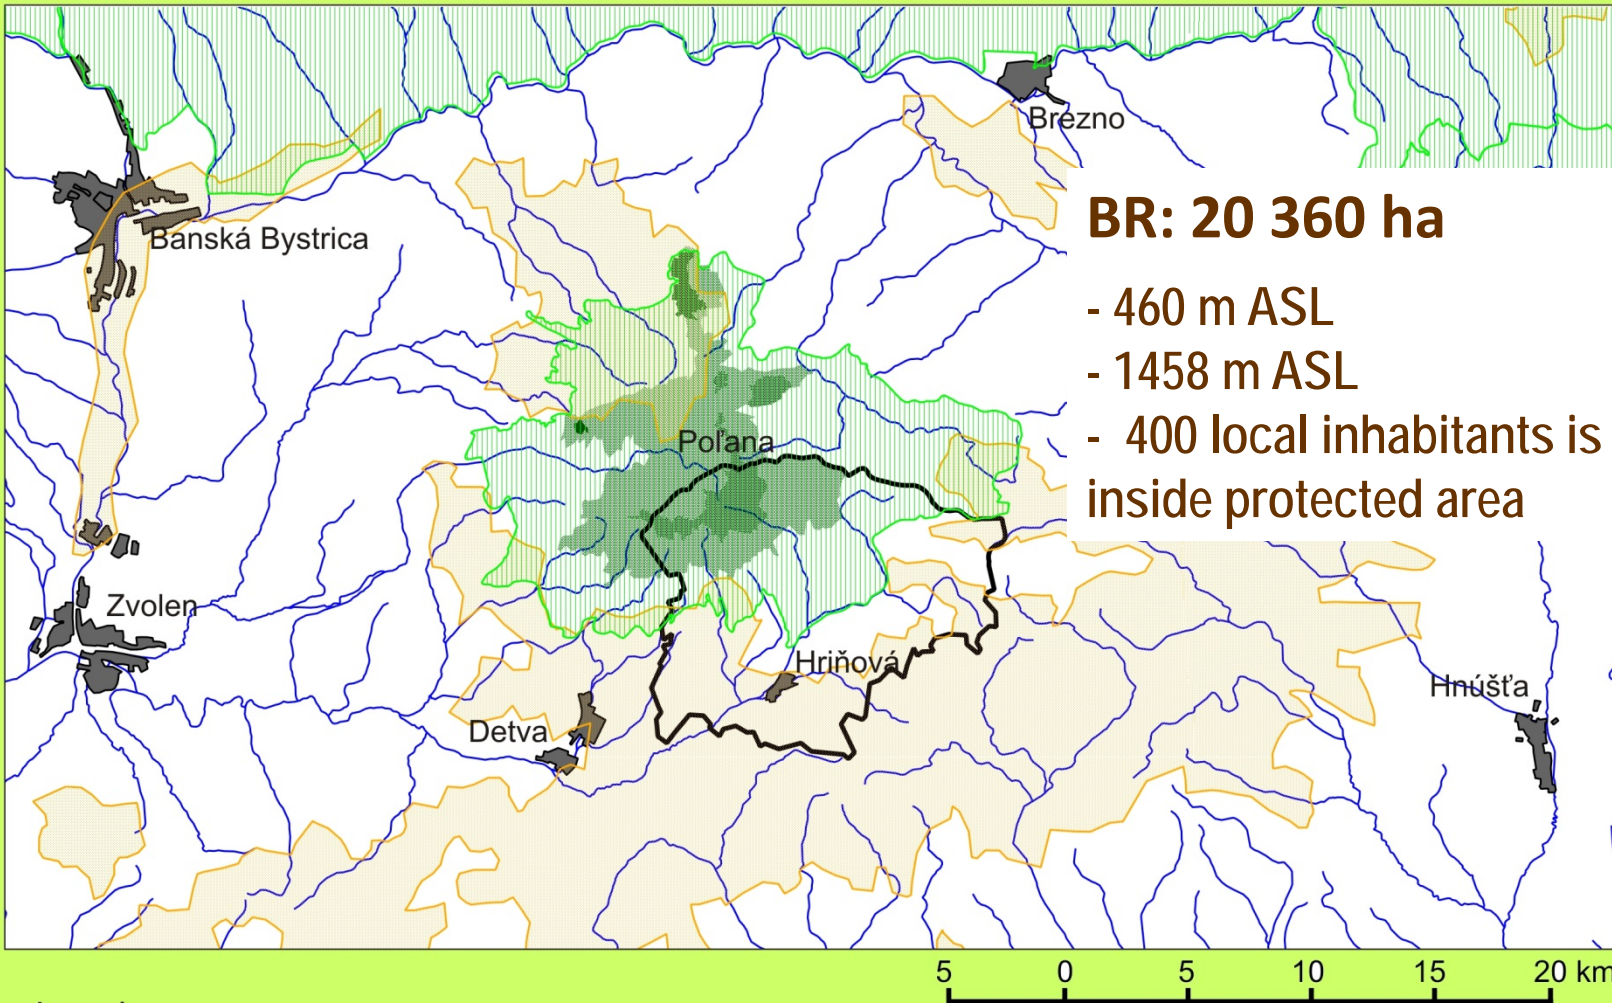 Brezno
BR: 20 360 ha
Banská Bystrica
- 460 m ASL
- 1458 m ASL
- 400 local inhabitants is
inside protected area
Poľana
Zvolen
Hriňová
Hnúšťa
Detva
5 0 5 10 15 20 km